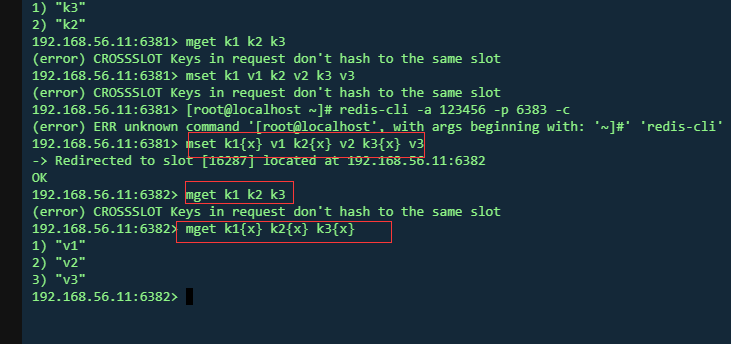 1) "k3"
2) "k2"
192.168.56.11:6381> mget k1 k2 k3
(error) CROSSSLOT Keys in request don't hash to the same slot
192.168.56.11:6381> mset k1 v1 k2 v2 k3 v3
(error) CROSSSLOT Keys in request don't hash to the same slot
192.168.56.11:6381> [root@localhost ~]# redis-cli -a 123456 -p 6383 -c
(error) ERR unknown command `[root@localhost`, with args beginning with: `~]#` `redis-cli`
192.168.56.11:6381> mset k1{x} v1 k2{x} v2 k3{x} v3
-> Redirected to slot [16287] located at 192.168.56.11:6382
OK
192.168.56.11:6382> mget k1 k2 k3
(error) CROSSSLOT Keys in request don't hash to the same slot
192.168.56.11:6382> mget k1{x} k2{x} k3{x}
1) "v1"
2) "v2"
3) "v3"
192.168.56.11:6382>